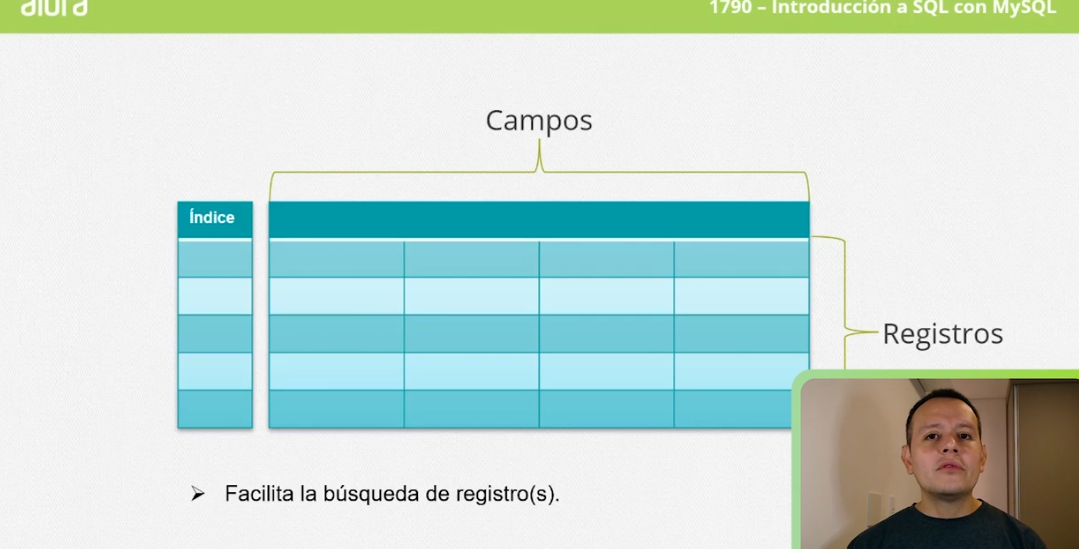 alura
1790 – Introducción a SQL con MySQL
Campos
Índice
Registros
➢ Facilita la búsqueda de registro(s).